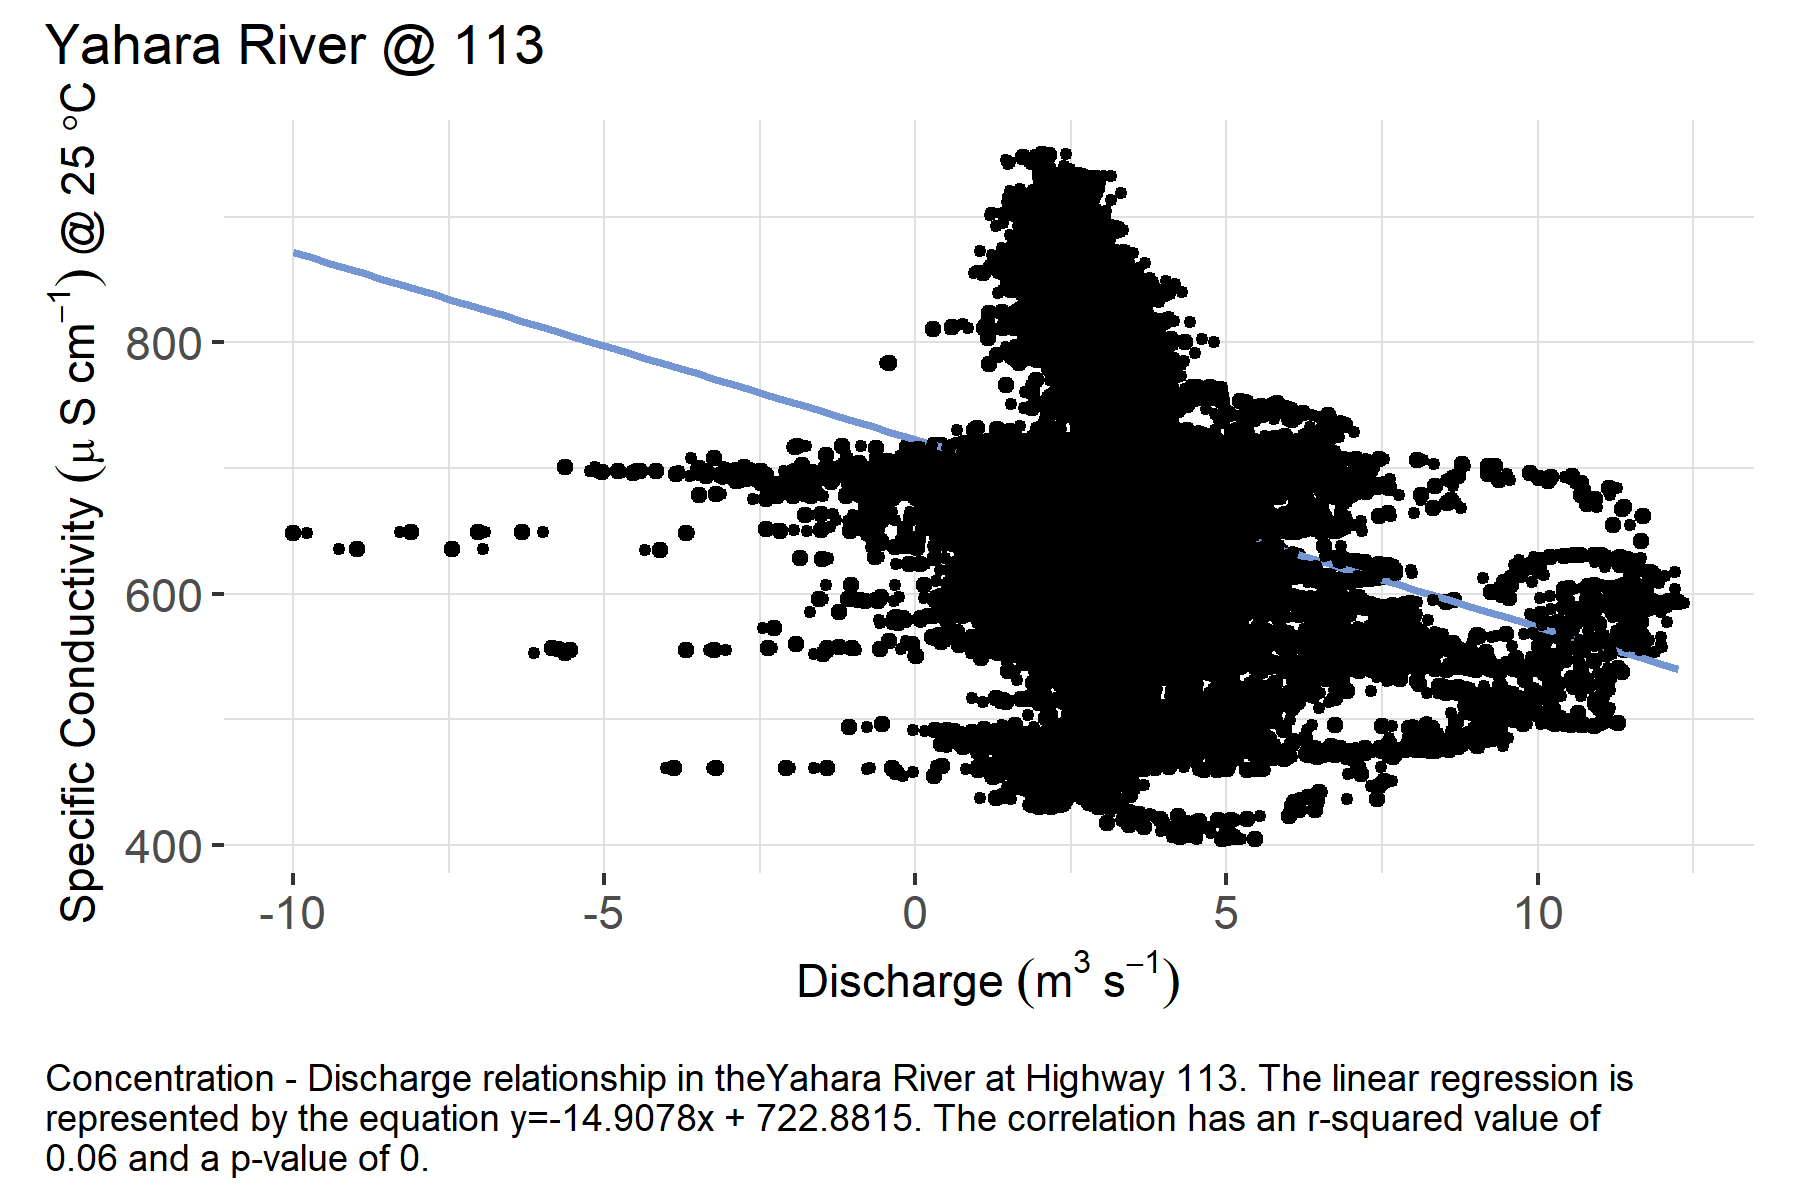 Yahara River @ 113
Specific Conductivity (μ S cm⁻¹) @ 25 °C
800
600
400
-10 -5 0 5 10
Discharge (m³ s⁻¹)
Concentration - Discharge relationship in theYahara River at Highway 113. The linear regression is
represented by the equation y=-14.9078x + 722.8815. The correlation has an r-squared value of
0.06 and a p-value of 0.